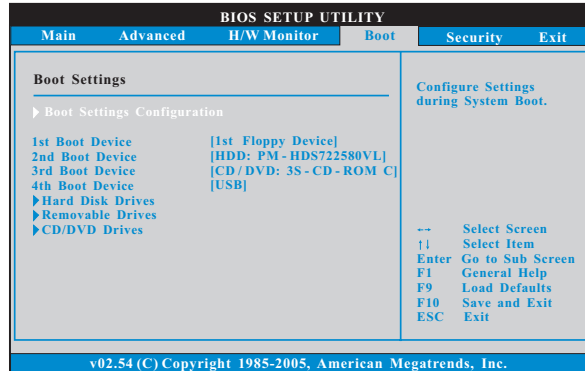 BIOS SETUP UTILITY
Main Advanced H/W Monitor Boot Security Exit
Boot Settings
Boot Settings Configuration
1st Boot Device [1st Floppy Device]
2nd Boot Device [HDD: PM - HDS722580VL]
3rd Boot Device [CD / DVD: 3S - CD - ROM C]
4th Boot Device [USB]
Hard Disk Drives
Removable Drives
CD/DVD Drives
Configure Settings
during System Boot.
←→ Select Screen
↑↓ Select Item
Enter Go to Sub Screen
F1 General Help
F9 Load Defaults
F10 Save and Exit
ESC Exit
v02.54 (C) Copyright 1985-2005, American Megatrends, Inc.